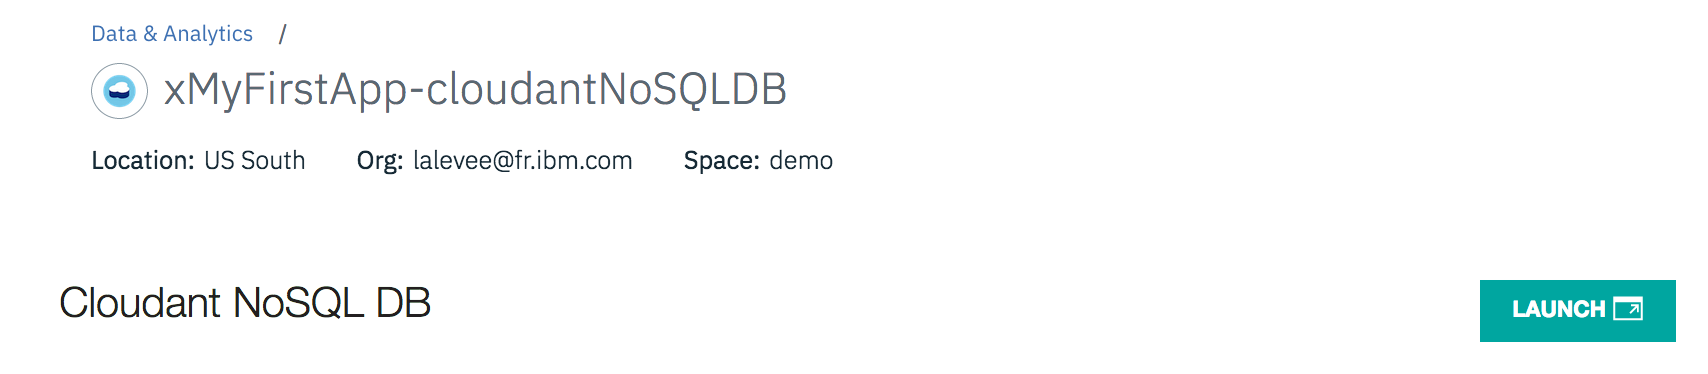 Data & Analytics /
xMyFirstApp-cloudantNoSQLDB
Location: US South Org: lalevee@fr.ibm.com Space: demo
Cloudant NoSQL DB
LAUNCH